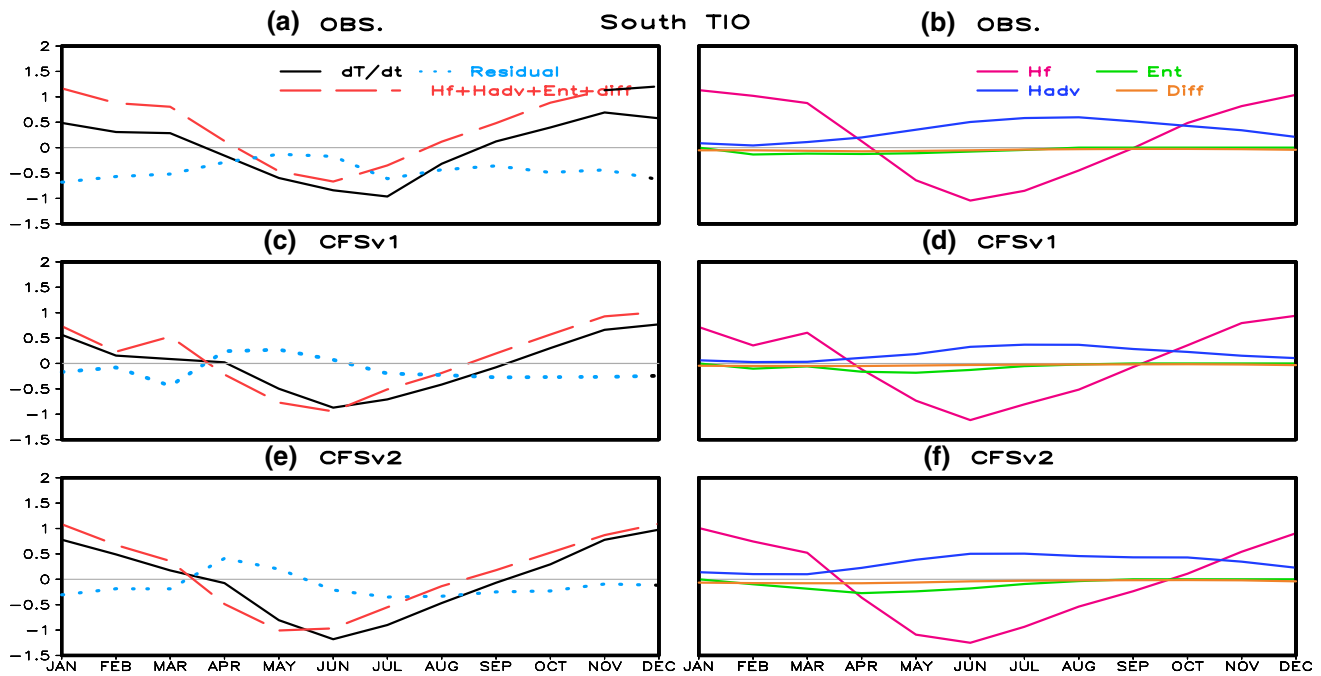 South TIO
(a) OBS.
2
1.5
1
0.5
0
−0.5
−1
−1.5
dT/dt
Residual
Hf+Hadv+Ent+diff
(b) OBS.
Hf
Ent
Hadv
Diff
(c) CFSv1
2
1.5
1
0.5
0
−0.5
−1
−1.5
(d) CFSv1
(e) CFSv2
2
1.5
1
0.5
0
−0.5
−1
−1.5
JAN FEB MAR APR MAY JUN JUL AUG SEP OCT NOV DEC
(f) CFSv2
JAN FEB MAR APR MAY JUN JUL AUG SEP OCT NOV DEC